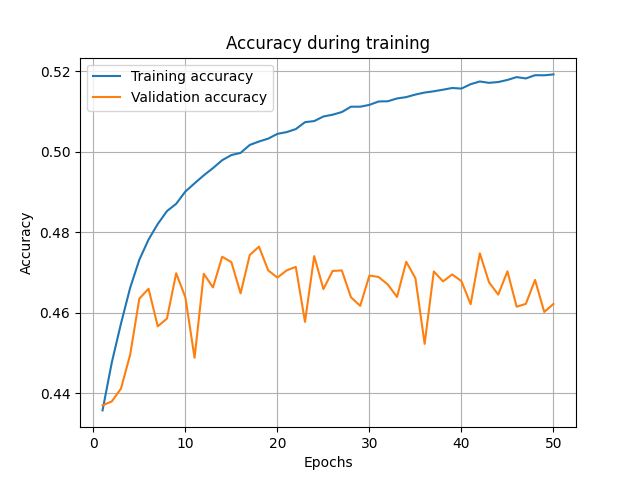 Accuracy during training
Training accuracy
Validation accuracy
0.52
0.50
0.48
0.46
0.44
Accuracy
0
10
20
30
40
50
Epochs